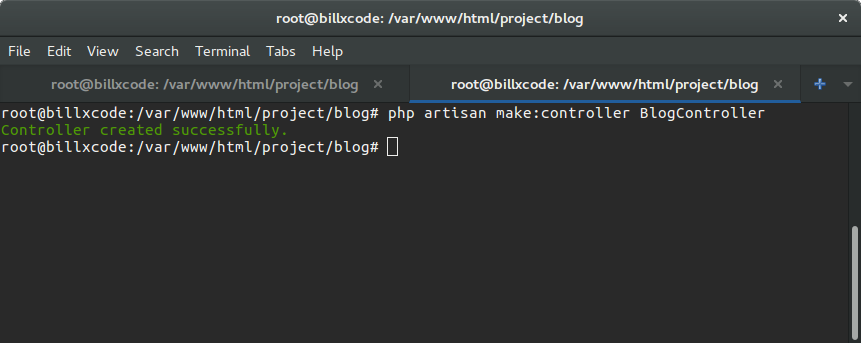 root@billxcode: /var/www/html/project/blog
File Edit View Search Terminal Tabs Help
root@billxcode: /var/www/html/project/blog root@billxcode: /var/www/html/project/blog
root@billxcode:/var/www/html/project/blog# php artisan make:controller BlogController
Controller created successfully.
root@billxcode:/var/www/html/project/blog#